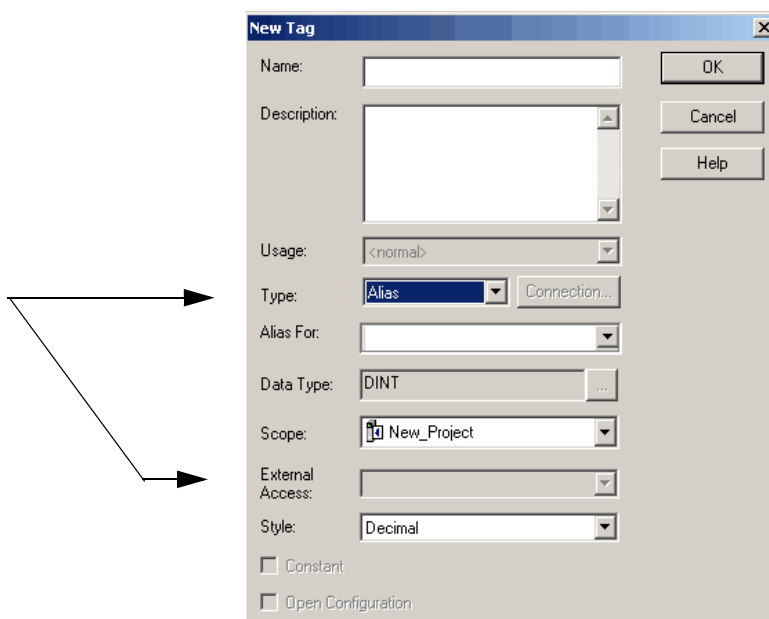 New Tag
Name:
OK
Description:
Cancel
Help
Usage: <normal>
Type: Alias Connection...
Alias For:
Data Type: DINT ...
Scope: New_Project
External
Access:
Style: Decimal
Constant
Open Configuration